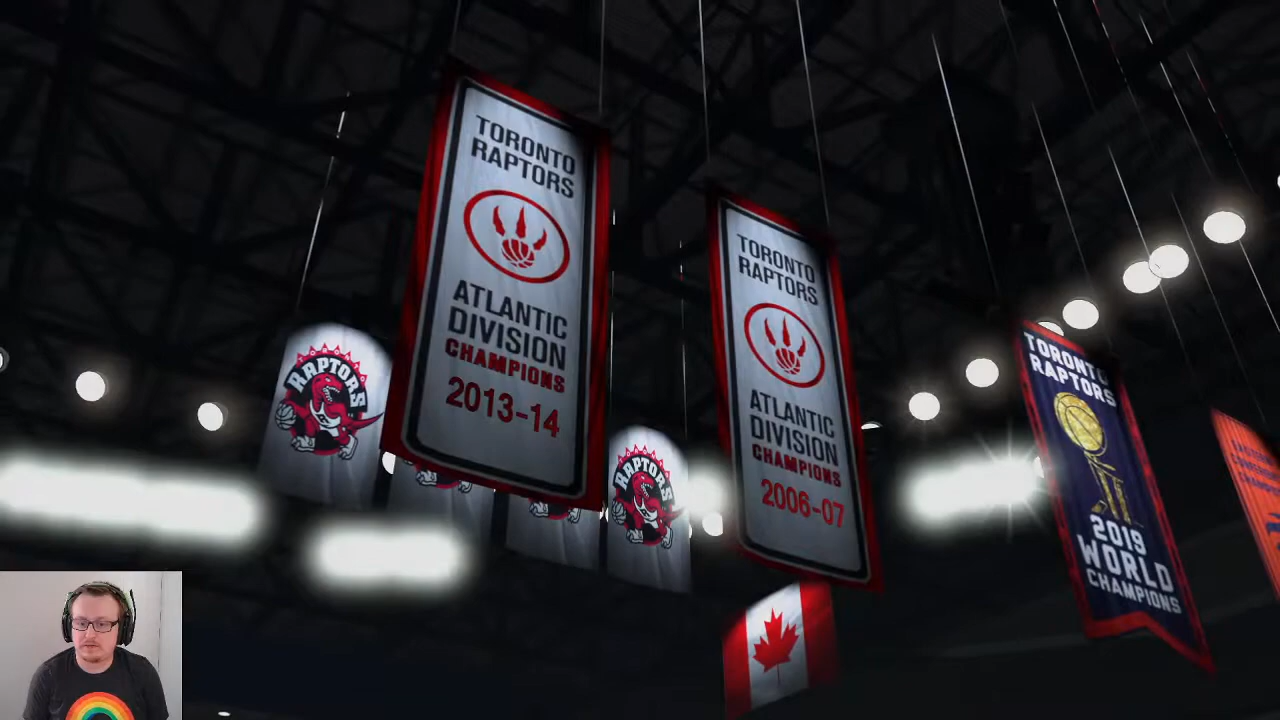 TORONTO
RAPTORS
ATLANTIC
DIVISION
CHAMPIONS
2013-14
TORONTO
RAPTORS
ATLANTIC
DIVISION
CHAMPIONS
2006-07
TORONTO
RAPTORS
2019
WORLD
CHAMPIONS
RAPTORS
RAPTORS